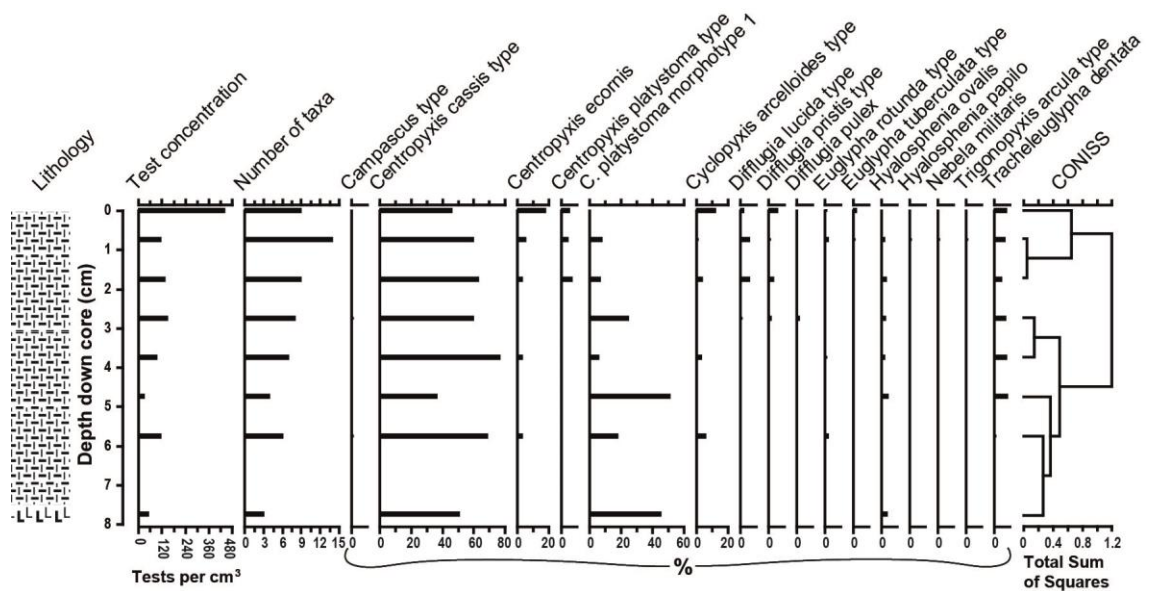 Lithology
Test concentration
Number of taxa
Campascus type
Centropyxis cassis type
Centropyxis ecornis
Centropyxis platystoma type
C. platystoma morphotype 1
Cyclopyxis arcelloides type
Difflugia lucida type
Difflugia pristis type
Difflugia pulex
Euglypha rotunda type
Euglypha tuberculata type
Hyalosphenia ovalis
Hyalosphenia papilo
Nebela militaris
Trigonopyxis arcula type
Tracheleuglypha dentata
CONISS
Depth down core (cm)
0
1
2
3
4
5
6
7
8
0 120 240 360 480
0 3 6 9 12 15
0
0 20 40 60 80
0 20
0
0 20 40 60
0 20
0
0
0
0
0
0
0
0
0
0
0 0.4 0.8 1.2
Tests per cm³
%
Total Sum
of Squares